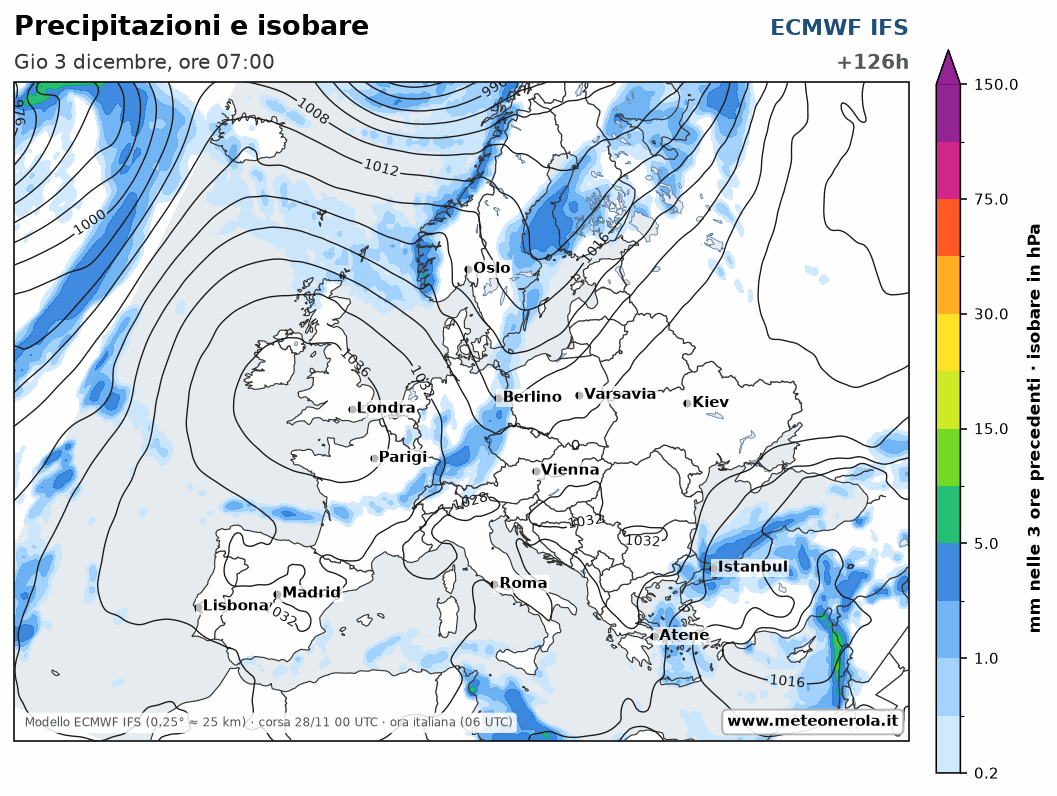 Precipitazioni e isobare
ECMWF IFS
Gio 3 dicembre, ore 07:00
+126h
976
1008
1012
1000
1016
Oslo
1036
Londra
Berlino
Varsavia
Kiev
Parigi
Vienna
1028
1032
1032
Istanbul
Madrid
Lisbona
Roma
Atene
1016
Modello ECMWF IFS (0,25° ≈ 25 km) · corsa 28/11 00 UTC · ora italiana (06 UTC)
www.meteonerola.it
150.0
75.0
30.0
15.0
5.0
1.0
0.2
mm nelle 3 ore precedenti · isobare in hPa